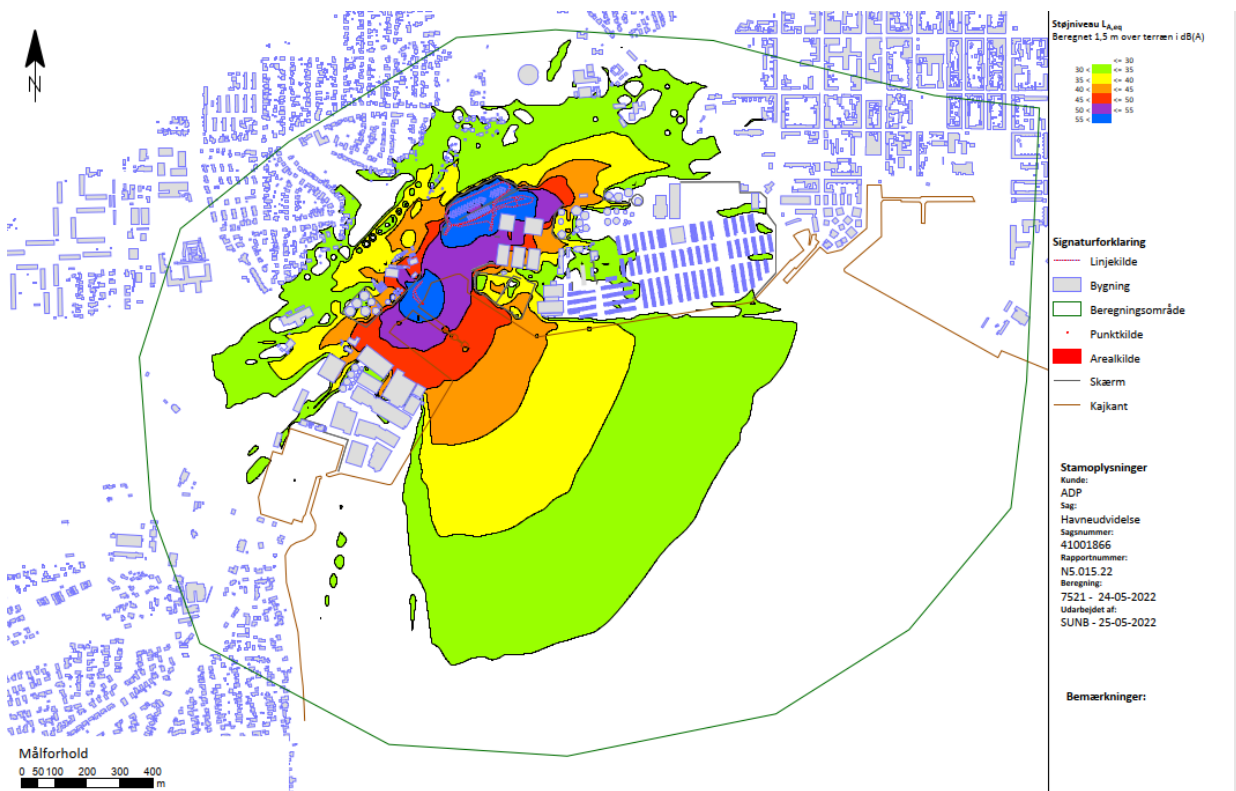 N
Støjniveau LA,eq
Beregnet 1,5 m over terræn i dB(A)
<= 30
30 < <= 35
35 < <= 40
40 < <= 45
45 < <= 50
50 < <= 55
55 <
Signaturforklaring
Linjekilde
Bygning
Beregningsområde
Punktkilde
Arealkilde
Skærm
Kajkant
Stamoplysninger
Kunde:
ADP
Sag:
Havneudvidelse
Sagsnummer:
41001866
Rapportnummer:
N5.015.22
Beregning:
7521 - 24-05-2022
Udarbejdet af:
SUNB - 25-05-2022
Bemærkninger:
Målforhold
0 50 100 200 300 400
m